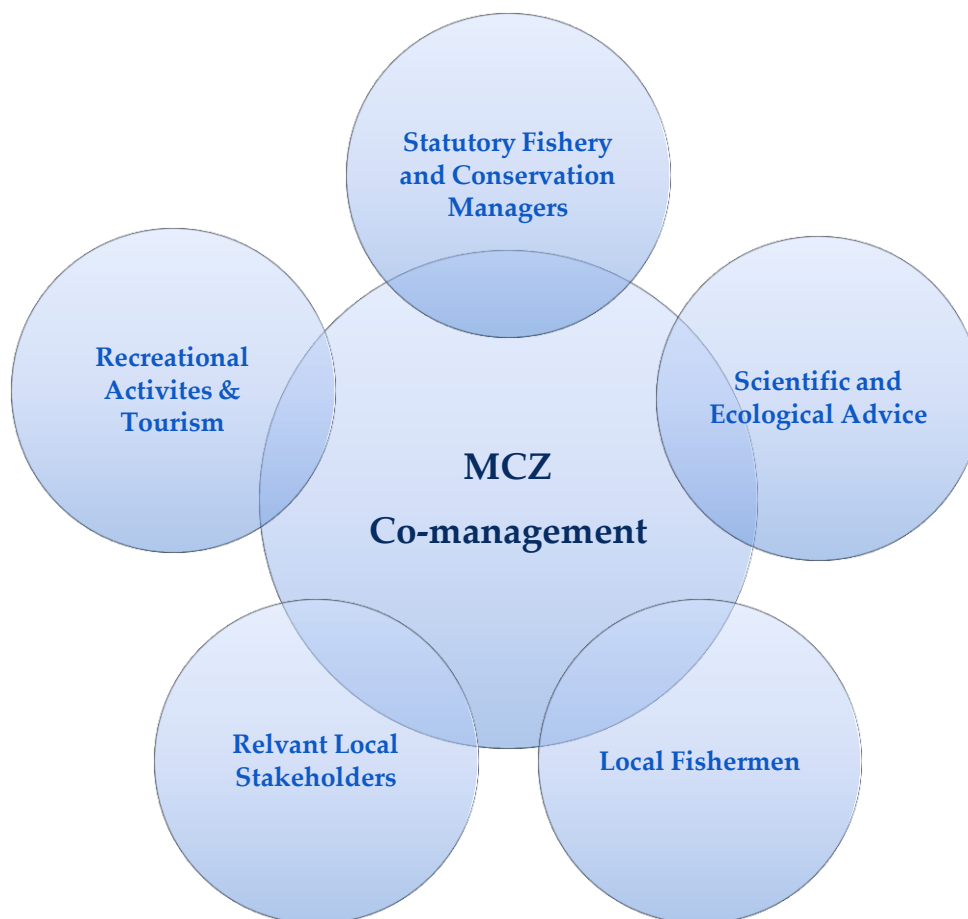 Statutory Fishery
and Conservation
Managers
Recreational
Activites &
Tourism
Scientific and
Ecological Advice
MCZ
Co-management
Relvant Local
Stakeholders
Local Fishermen